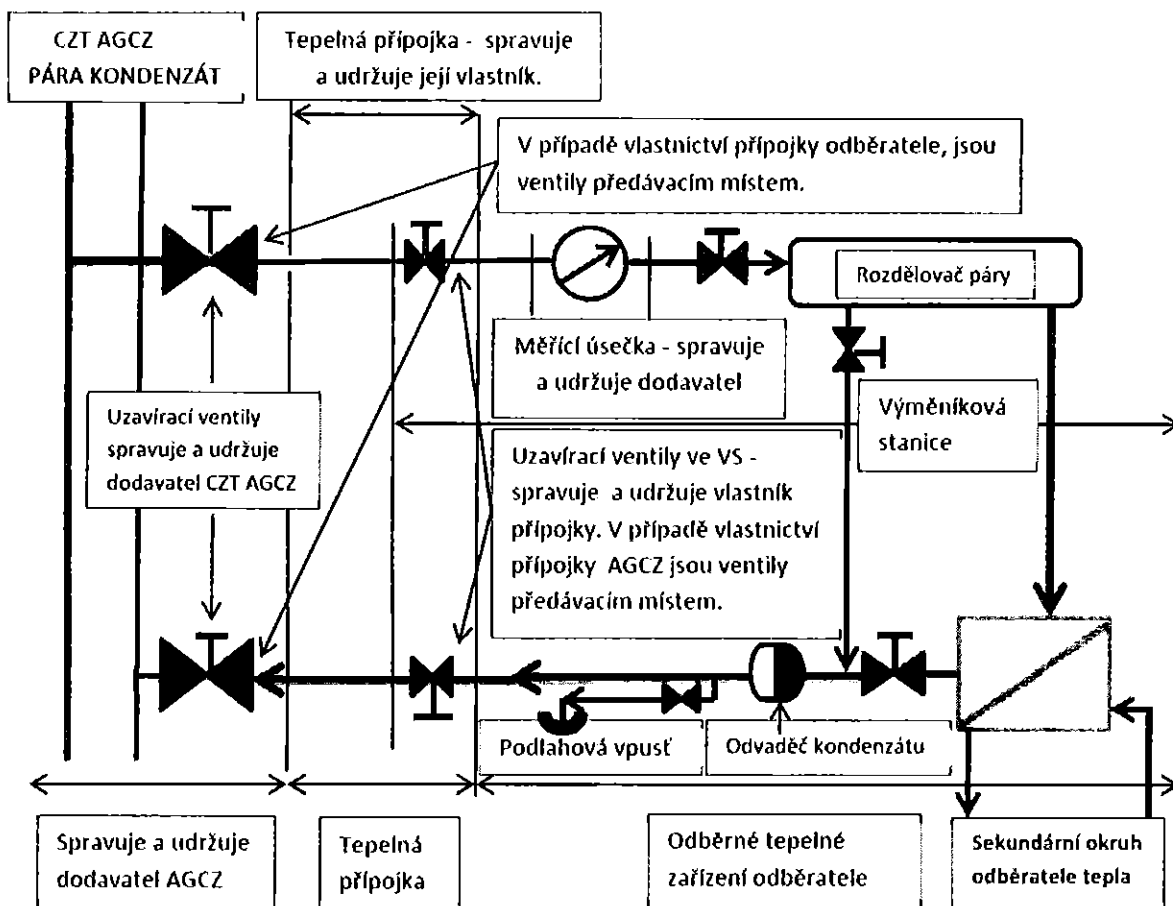 CZT AGCZ
PÁRA KONDENZÁT
Tepelná přípojka - spravuje
a udržuje její vlastník.
V případě vlastnictví přípojky odběratele, jsou
ventily předávacím místem.
Rozdělovač páry
Měřící úsečka - spravuje
a udržuje dodavatel
Výměníková
stanice
Uzavírací ventily
spravuje a udržuje
dodavatel CZT AGCZ
Uzavírací ventily ve VS -
spravuje a udržuje vlastník
přípojky. V případě vlastnictví
přípojky AGCZ jsou ventily
předávacím místem.
Podlahová vpusť
Odvaděč kondenzátu
Spravuje a udržuje
dodavatel AGCZ
Tepelná
přípojka
Odběrné tepelné
zařízení odběratele
Sekundární okruh
odběratele tepla